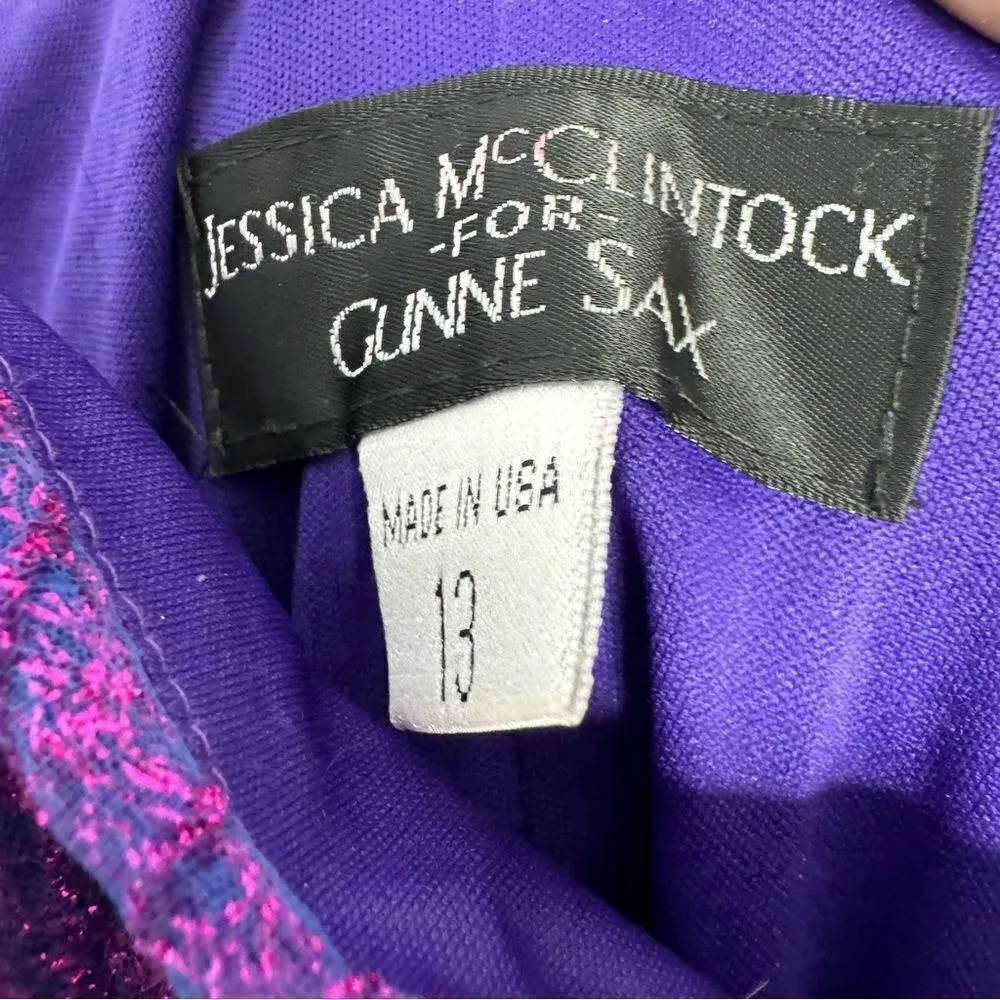 JESSICA McCLINTOCK
-FOR-
GUNNE SAX
MADE IN USA
13